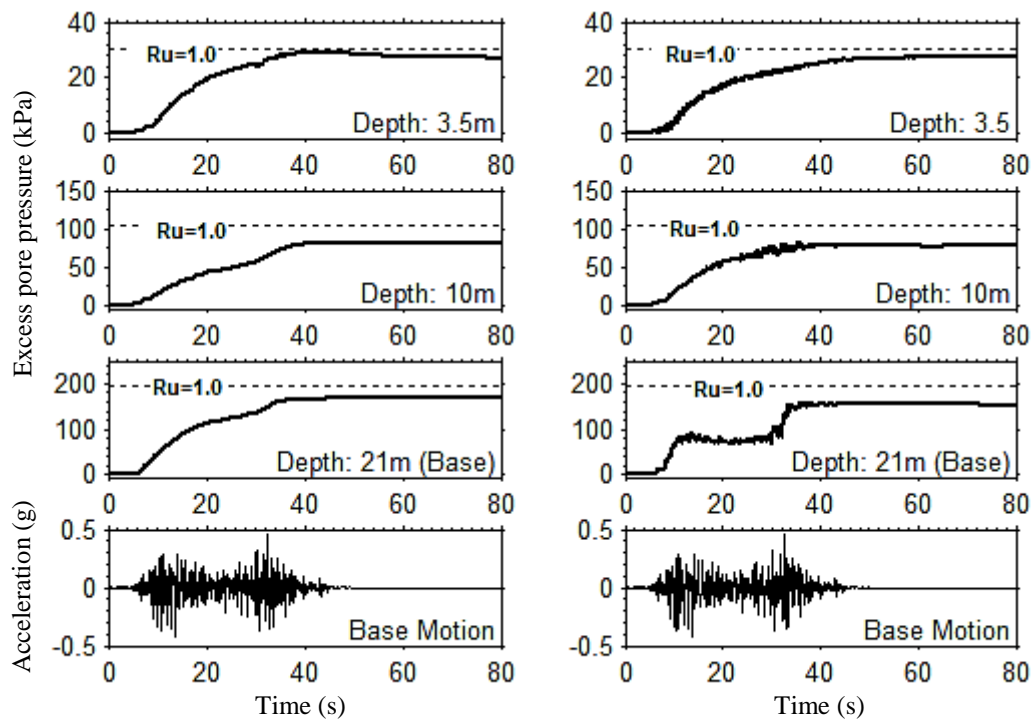 Excess pore pressure (kPa)
40
20
0
Ru=1.0
Depth: 3.5m
0 20 40 60 80
150
100
50
0
Ru=1.0
Depth: 10m
0 20 40 60 80
200
100
0
Ru=1.0
Depth: 21m (Base)
0 20 40 60 80
Acceleration (g)
0.5
0
-0.5
Base Motion
0 20 40 60 80
Time (s)
40
20
0
Ru=1.0
Depth: 3.5
0 20 40 60 80
150
100
50
0
Ru=1.0
Depth: 10m
0 20 40 60 80
200
100
0
Ru=1.0
Depth: 21m (Base)
0 20 40 60 80
0.5
0
-0.5
Base Motion
0 20 40 60 80
Time (s)